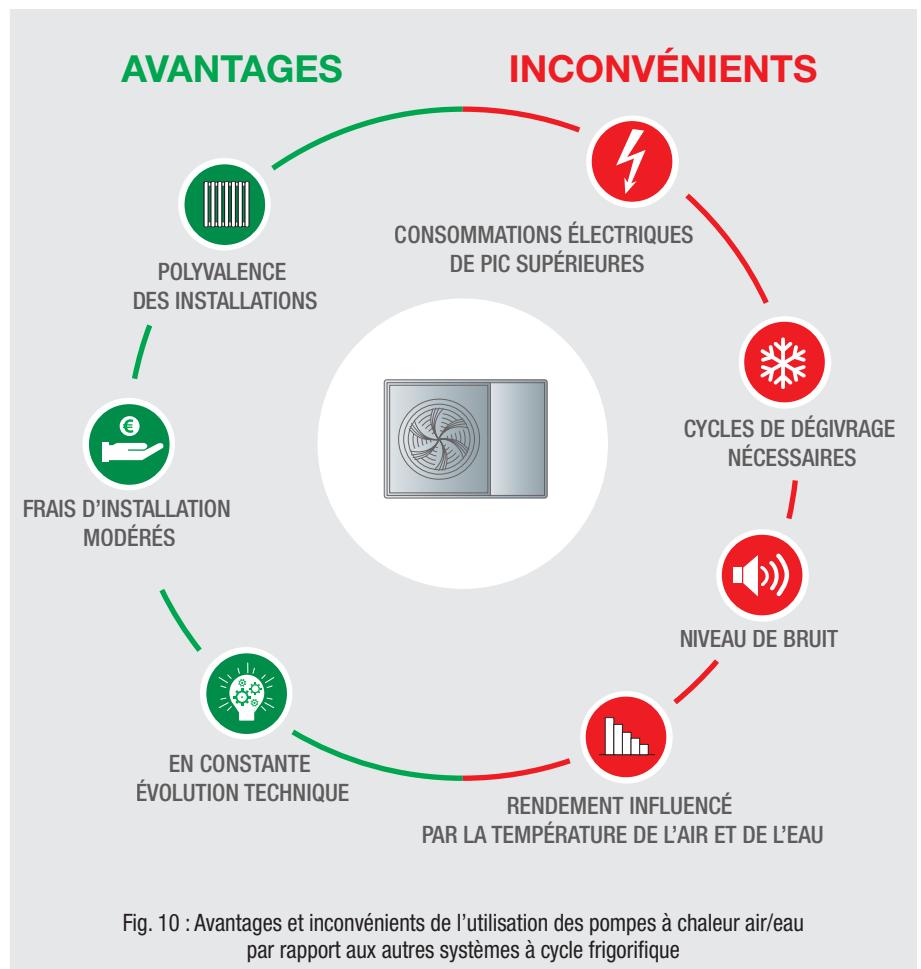 AVANTAGES
INCONVÉNIENTS
POLYVALENCE
DES INSTALLATIONS
FRAIS D'INSTALLATION
MODÉRÉS
EN CONSTANTE
ÉVOLUTION TECHNIQUE
CONSOMMATIONS ÉLECTRIQUES
DE PIC SUPÉRIEURES
CYCLES DE DÉGIVRAGE
NÉCESSAIRES
NIVEAU DE BRUIT
RENDEMENT INFLUENCÉ
PAR LA TEMPÉRATURE DE L'AIR ET DE L'EAU
€
Fig. 10 : Avantages et inconvénients de l'utilisation des pompes à chaleur air/eau
par rapport aux autres systèmes à cycle frigorifique